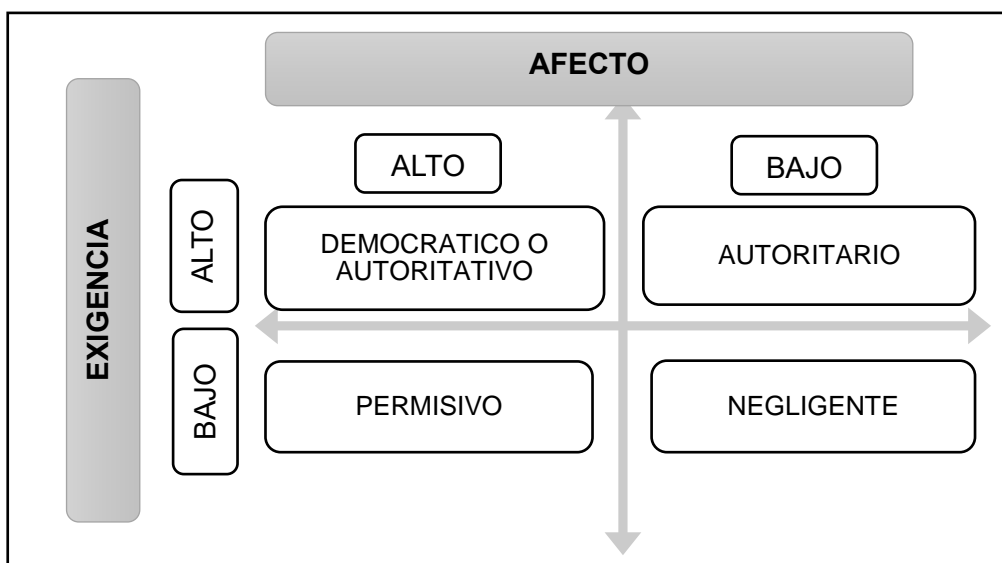 AFECTO
ALTO
BAJO
EXIGENCIA
ALTO
DEMOCRATICO O
AUTORITATIVO
AUTORITARIO
BAJO
PERMISIVO
NEGLIGENTE